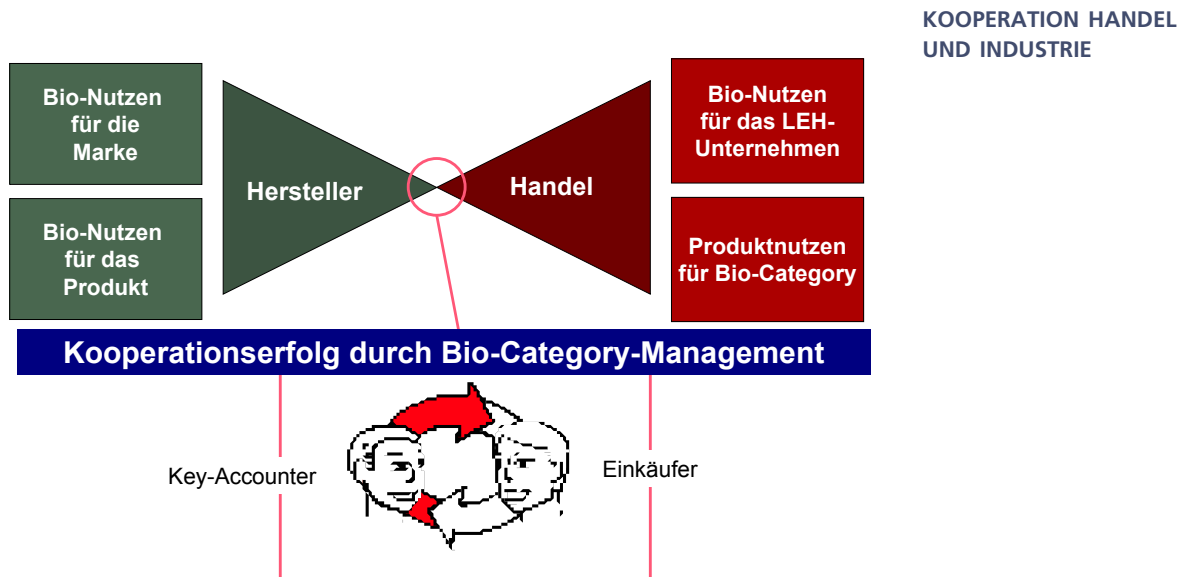 KOOPERATION HANDEL
UND INDUSTRIE
Bio-Nutzen
für die
Marke
Bio-Nutzen
für das
Produkt
Hersteller
Handel
Bio-Nutzen
für das LEH-
Unternehmen
Produktnutzen
für Bio-Category
Kooperationserfolg durch Bio-Category-Management
Key-Accounter
Einkäufer